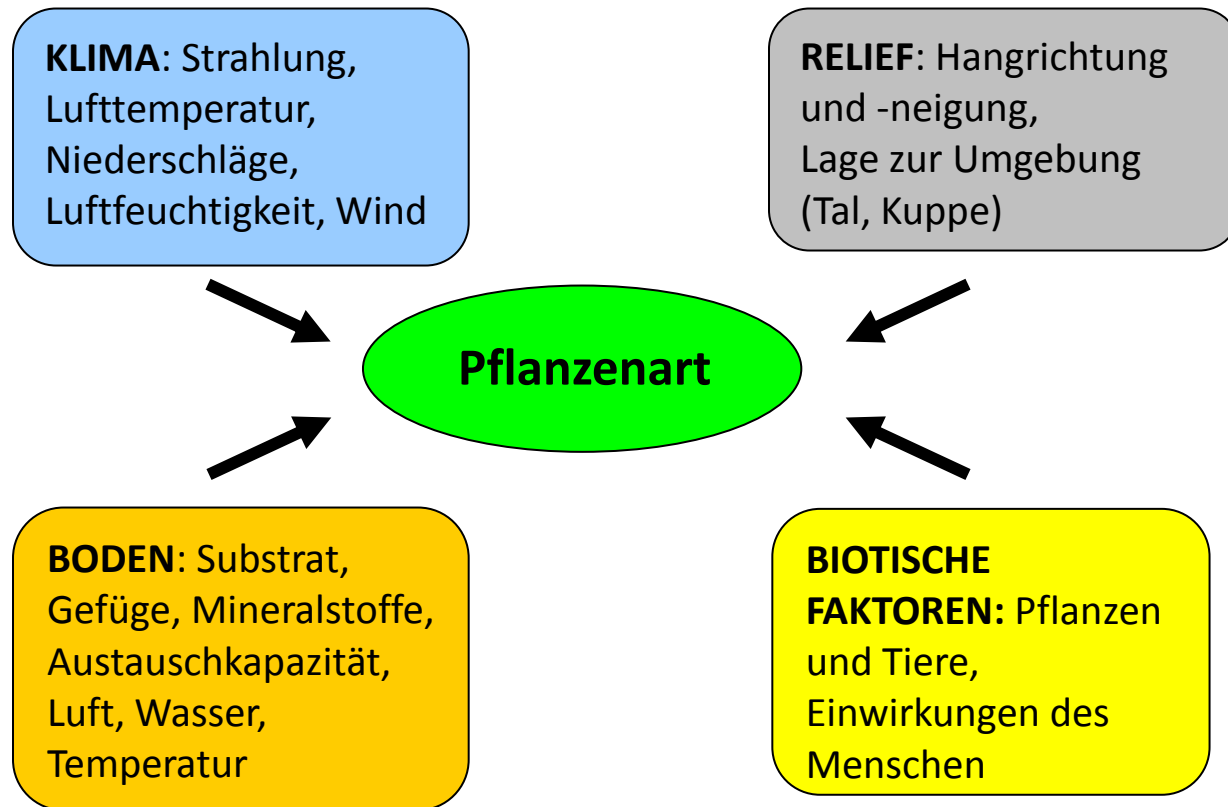 KLIMA: Strahlung,
Lufttemperatur,
Niederschläge,
Luftfeuchtigkeit, Wind
RELIEF: Hangrichtung
und -neigung,
Lage zur Umgebung
(Tal, Kuppe)
Pflanzenart
BODEN: Substrat,
Gefüge, Mineralstoffe,
Austauschkapazität,
Luft, Wasser,
Temperatur
BIOTISCHE
FAKTOREN: Pflanzen
und Tiere,
Einwirkungen des
Menschen